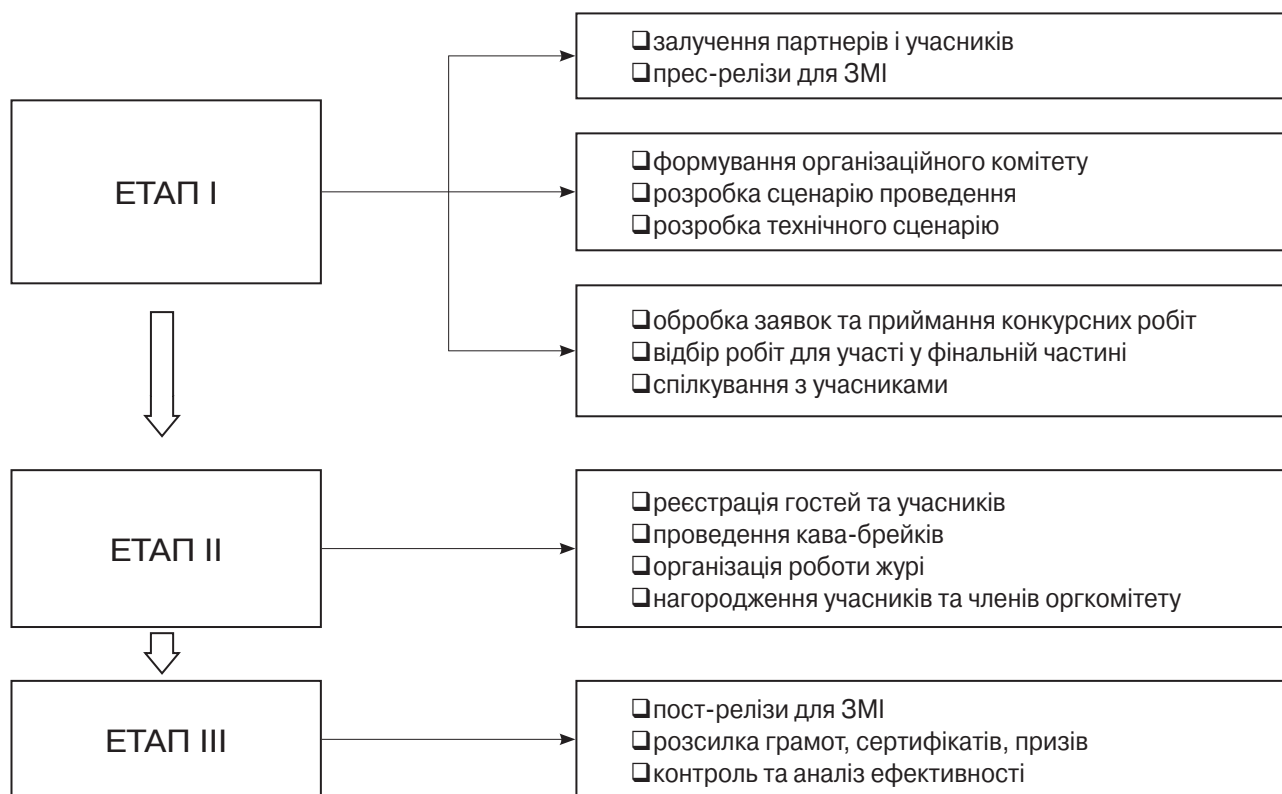 ЕТАП І
❑залучення партнерів і учасників
❑прес-релізи для ЗМІ
❑формування організаційного комітету
❑розробка сценарію проведення
❑розробка технічного сценарію
❑обробка заявок та приймання конкурсних робіт
❑відбір робіт для участі у фінальній частині
❑спілкування з учасниками
ЕТАП ІІ
❑реєстрація гостей та учасників
❑проведення кава-брейків
❑організація роботи журі
❑нагородження учасників та членів оргкомітету
ЕТАП ІІІ
❑пост-релізи для ЗМІ
❑розсилка грамот, сертифікатів, призів
❑контроль та аналіз ефективності